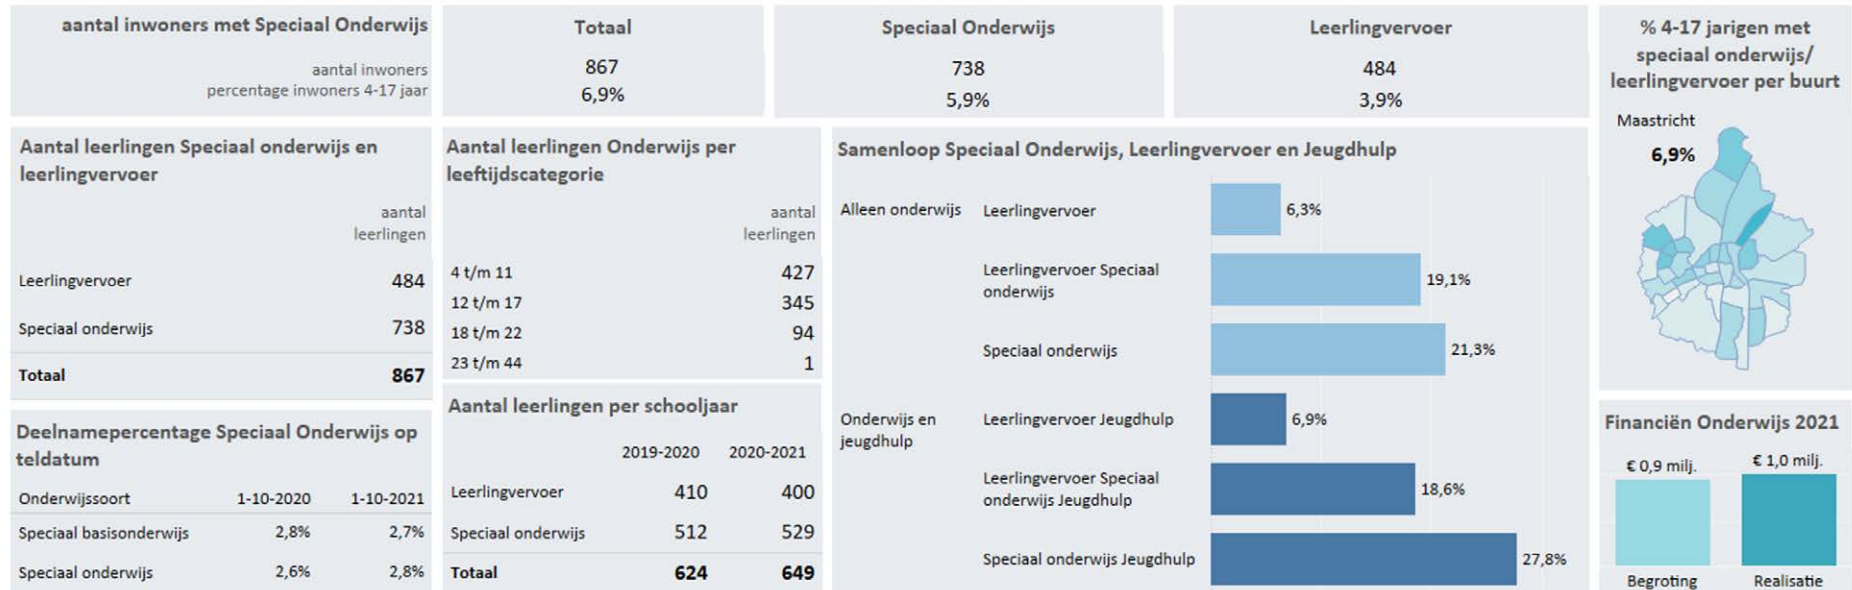 aantal inwoners met Speciaal Onderwijs
aantal inwoners
percentage inwoners 4-17 jaar
Totaal
867
6,9%
Speciaal Onderwijs
738
5,9%
Leerlingvervoer
484
3,9%
% 4-17 jarigen met
speciaal onderwijs/
leerlingvervoer per buurt
Maastricht
6,9%
Aantal leerlingen Speciaal onderwijs en
leerlingvervoer
aantal
leerlingen
Leerlingvervoer 484
Speciaal onderwijs 738
Totaal 867
Deelnamepercentage Speciaal Onderwijs op
teldatum
Onderwijssoort 1-10-2020 1-10-2021
Speciaal basisonderwijs 2,8% 2,7%
Speciaal onderwijs 2,6% 2,8%
Aantal leerlingen Onderwijs per
leeftijdscategorie
aantal
leerlingen
4 t/m 11 427
12 t/m 17 345
18 t/m 22 94
23 t/m 44 1
Aantal leerlingen per schooljaar
2019-2020 2020-2021
Leerlingvervoer 410 400
Speciaal onderwijs 512 529
Totaal 624 649
Samenloop Speciaal Onderwijs, Leerlingvervoer en Jeugdhulp
Alleen onderwijs
Leerlingvervoer 6,3%
Leerlingvervoer Speciaal
onderwijs 19,1%
Speciaal onderwijs 21,3%
Onderwijs en
jeugdhulp
Leerlingvervoer Jeugdhulp 6,9%
Leerlingvervoer Speciaal
onderwijs Jeugdhulp 18,6%
Speciaal onderwijs Jeugdhulp 27,8%
Financiën Onderwijs 2021
€ 0,9 milj. € 1,0 milj.
Begroting Realisatie